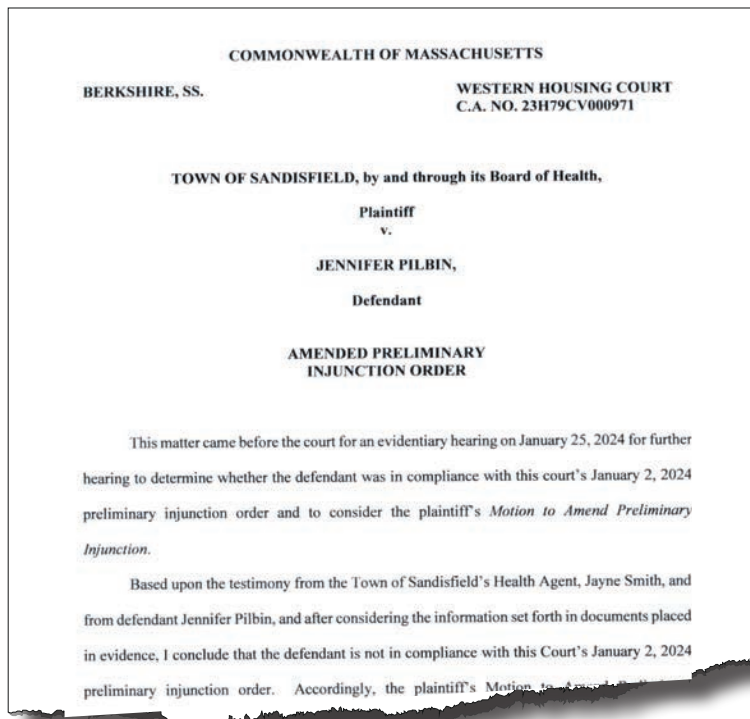 COMMONWEALTH OF MASSACHUSETTS
BERKSHIRE, SS.
WESTERN HOUSING COURT
C.A. NO. 23H79CV000971
TOWN OF SANDISFIELD, by and through its Board of Health,
Plaintiff
v.
JENNIFER PILBIN,
Defendant
AMENDED PRELIMINARY
INJUNCTION ORDER
This matter came before the court for an evidentiary hearing on January 25, 2024 for further
hearing to determine whether the defendant was in compliance with this court's January 2, 2024
preliminary injunction order and to consider the plaintiff's Motion to Amend Preliminary
Injunction.
Based upon the testimony from the Town of Sandisfield's Health Agent, Jayne Smith, and
from defendant Jennifer Pilbin, and after considering the information set forth in documents placed
in evidence, I conclude that the defendant is not in compliance with this Court's January 2, 2024
preliminary injunction order. Accordingly, the plaintiff's Motion to